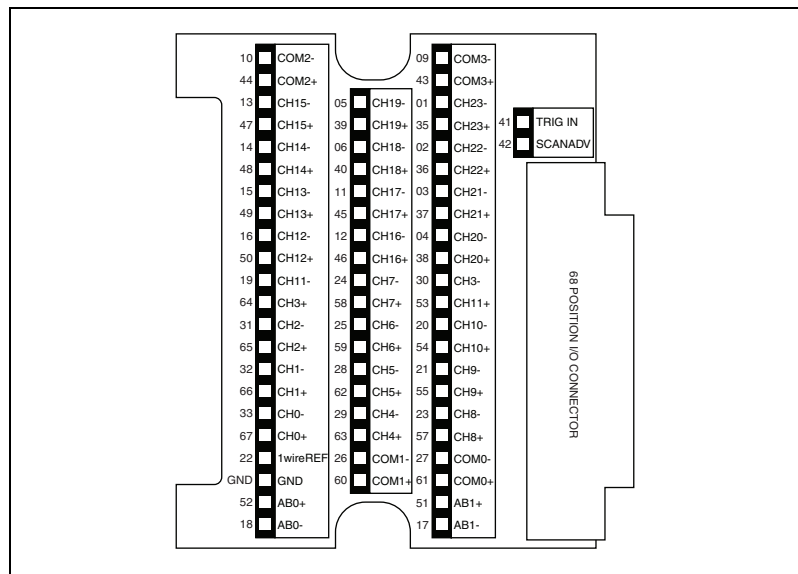 10 COM2-
44 COM2+
13 CH15-
47 CH15+
14 CH14-
48 CH14+
15 CH13-
49 CH13+
16 CH12-
50 CH12+
19 CH11-
64 CH3+
31 CH2-
65 CH2+
32 CH1-
66 CH1+
33 CH0-
67 CH0+
22 1wireREF
GND GND
52 AB0+
18 AB0-
05 CH19-
39 CH19+
06 CH18-
40 CH18+
11 CH17-
45 CH17+
12 CH16-
46 CH16+
24 CH7-
58 CH7+
25 CH6-
59 CH6+
28 CH5-
62 CH5+
29 CH4-
63 CH4+
26 COM1-
60 COM1+
09 COM3-
43 COM3+
01 CH23-
35 CH23+
02 CH22-
36 CH22+
03 CH21-
37 CH21+
04 CH20-
38 CH20+
30 CH3-
53 CH11+
20 CH10-
54 CH10+
21 CH9-
55 CH9+
23 CH8-
57 CH8+
27 COM0-
61 COM0+
51 AB1+
17 AB1-
41 TRIG IN
42 SCANADV
68 POSITION I/O CONNECTOR